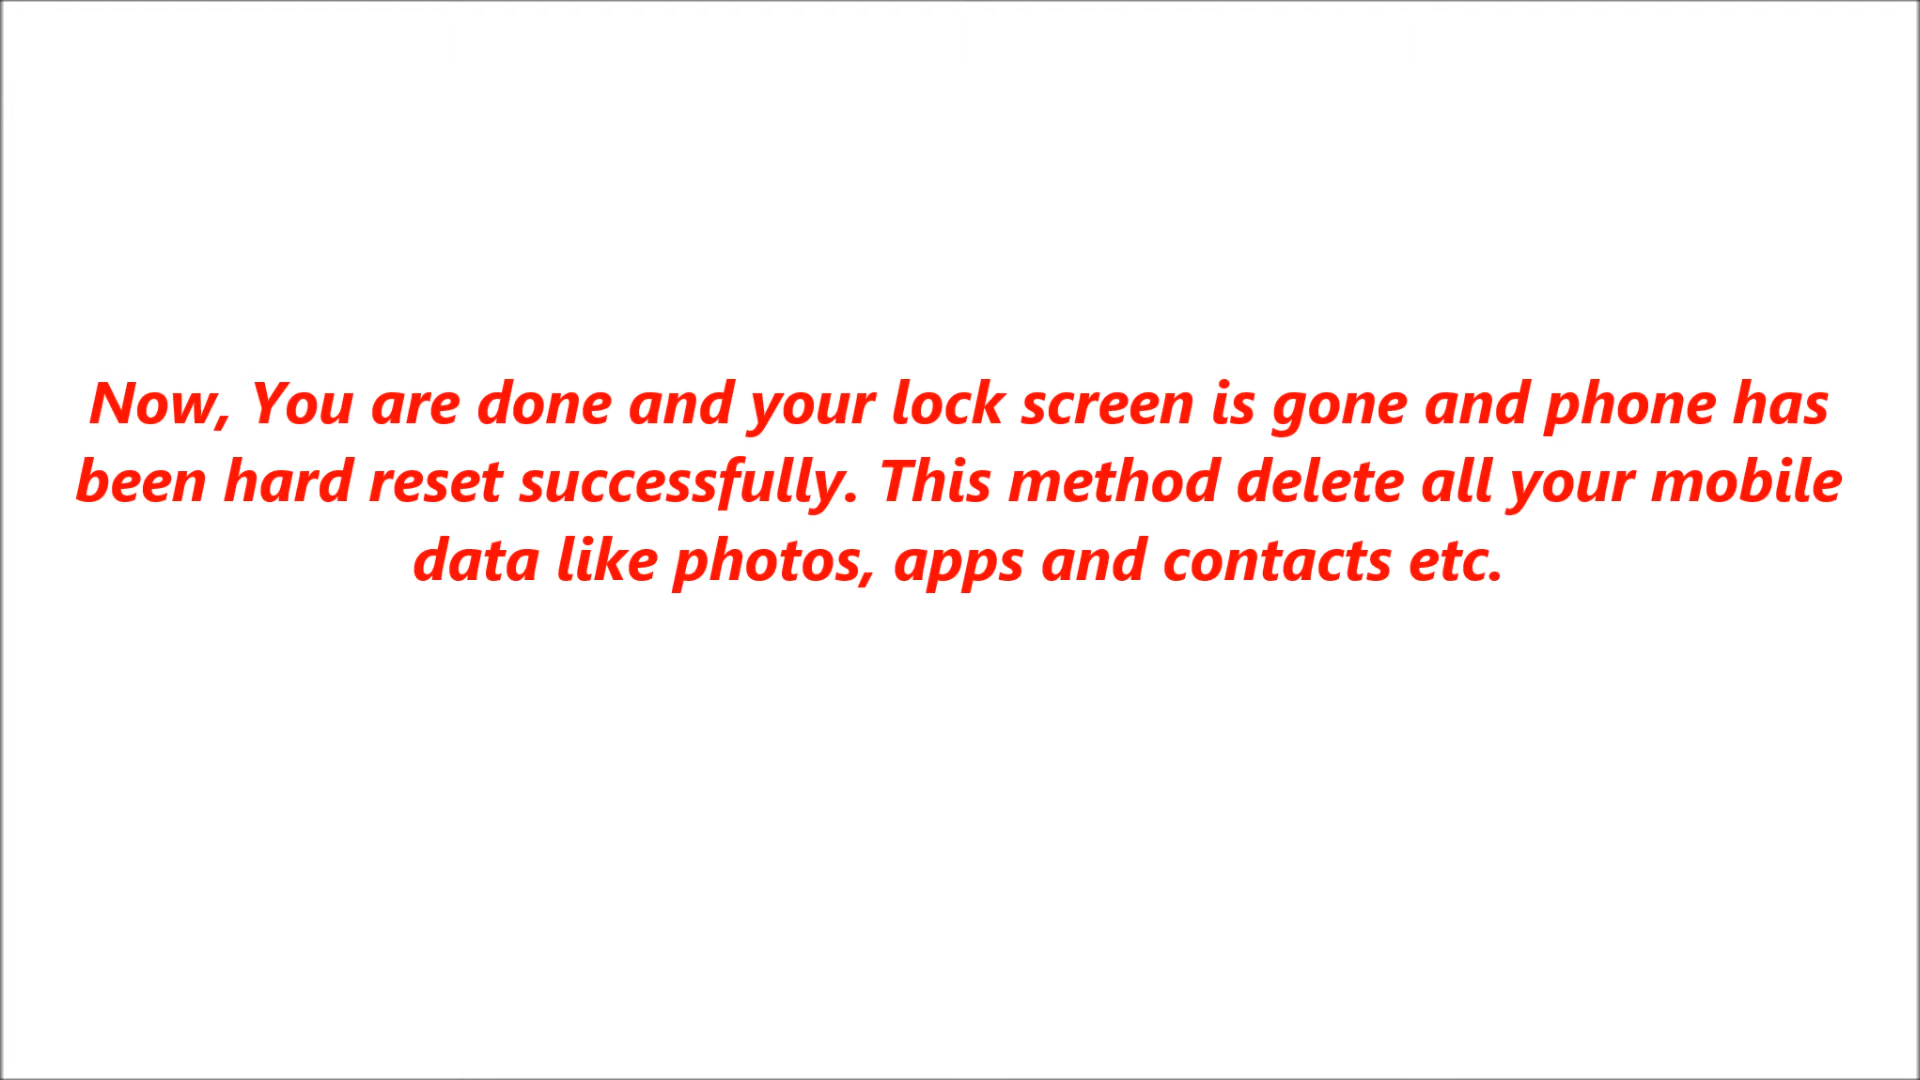 Now, You are done and your lock screen is gone and phone has
been hard reset successfully. This method delete all your mobile
data like photos, apps and contacts etc.